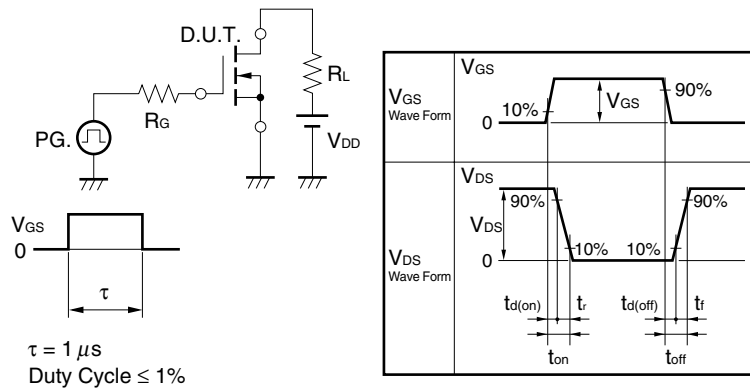 D.U.T.
RL
RG
PG.
VDD
VGS
0
τ
τ = 1 μs
Duty Cycle ≤ 1%
VGS
Wave Form
VGS
10%
VGS
90%
0
VDS
Wave Form
VDS
90%
VDS
10%
10%
90%
0
td(on)
tr
td(off)
tf
ton
toff